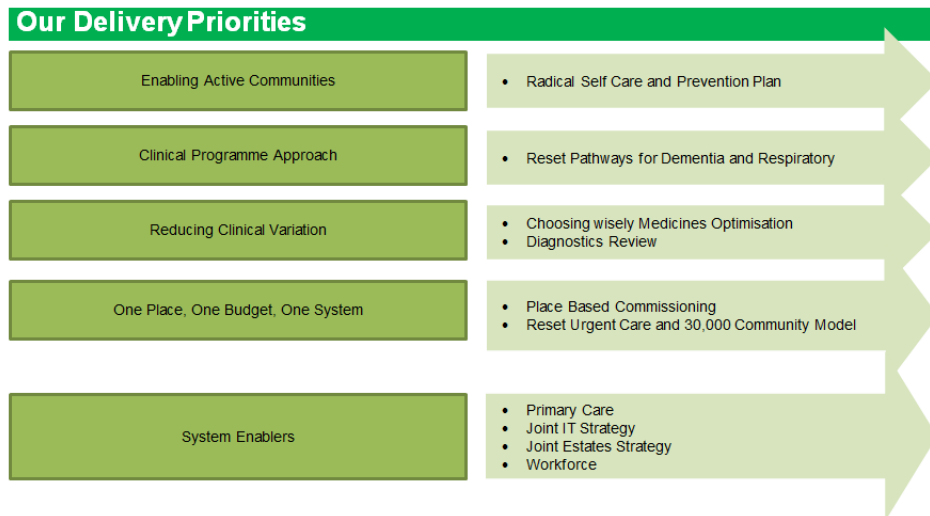 Our Delivery Priorities
Enabling Active Communities
• Radical Self Care and Prevention Plan
Clinical Programme Approach
• Reset Pathways for Dementia and Respiratory
Reducing Clinical Variation
• Choosing wisely Medicines Optimisation
• Diagnostics Review
One Place, One Budget, One System
• Place Based Commissioning
• Reset Urgent Care and 30,000 Community Model
System Enablers
• Primary Care
• Joint IT Strategy
• Joint Estates Strategy
• Workforce